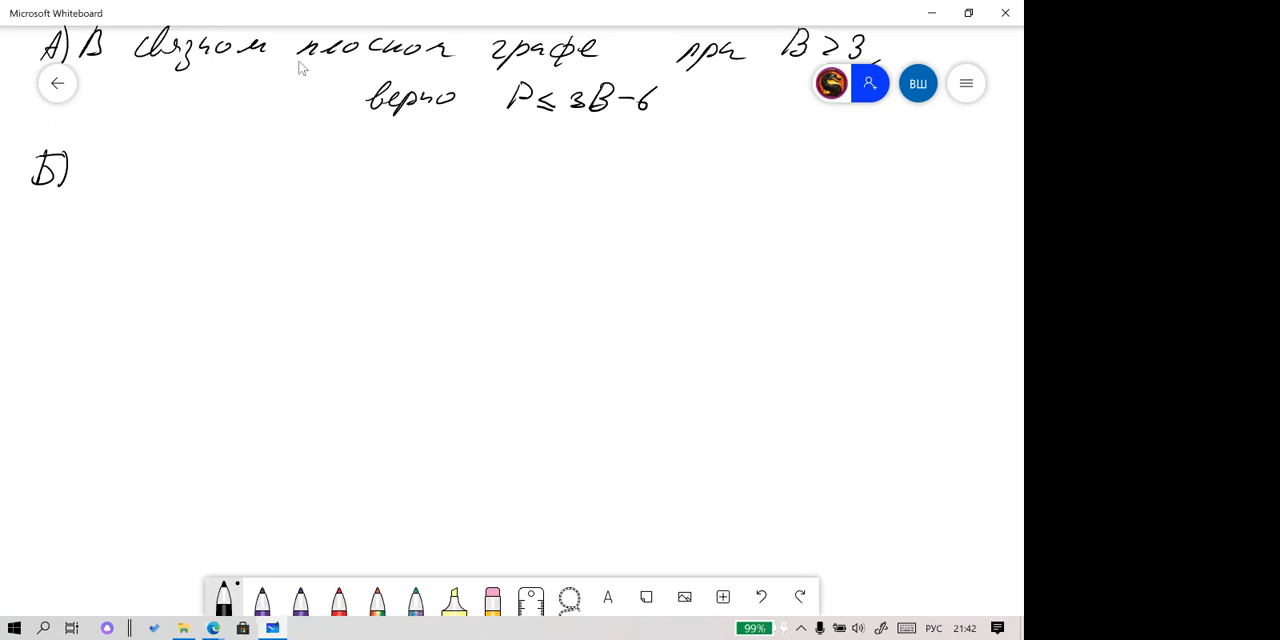 Microsoft Whiteboard
А) В связном плоском графе при В ≥ 3
верно Р ≤ 3В − 6
ВШ
Б)
A
99%
РУС
21:42